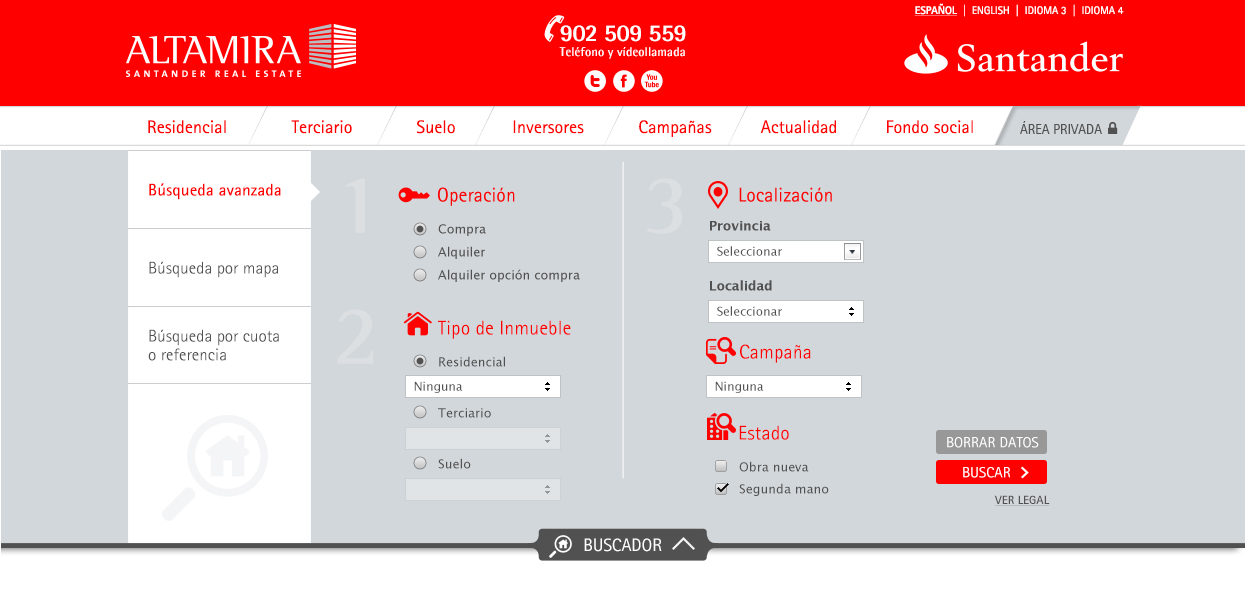 ESPAÑOL | ENGLISH | IDIOMA 3 | IDIOMA 4
ALTAMIRA
SANTANDER REAL ESTATE
902 509 559
Teléfono y vídeollamada
You
Tube
Santander
Residencial
Terciario
Suelo
Inversores
Campañas
Actualidad
Fondo social
ÁREA PRIVADA
Búsqueda avanzada
Búsqueda por mapa
Búsqueda por cuota
o referencia
1
Operación
Compra
Alquiler
Alquiler opción compra
2
Tipo de Inmueble
Residencial
Ninguna
Terciario
Suelo
3
Localización
Provincia
Seleccionar
Localidad
Seleccionar
Campaña
Ninguna
Estado
Obra nueva
Segunda mano
BORRAR DATOS
BUSCAR
VER LEGAL
BUSCADOR